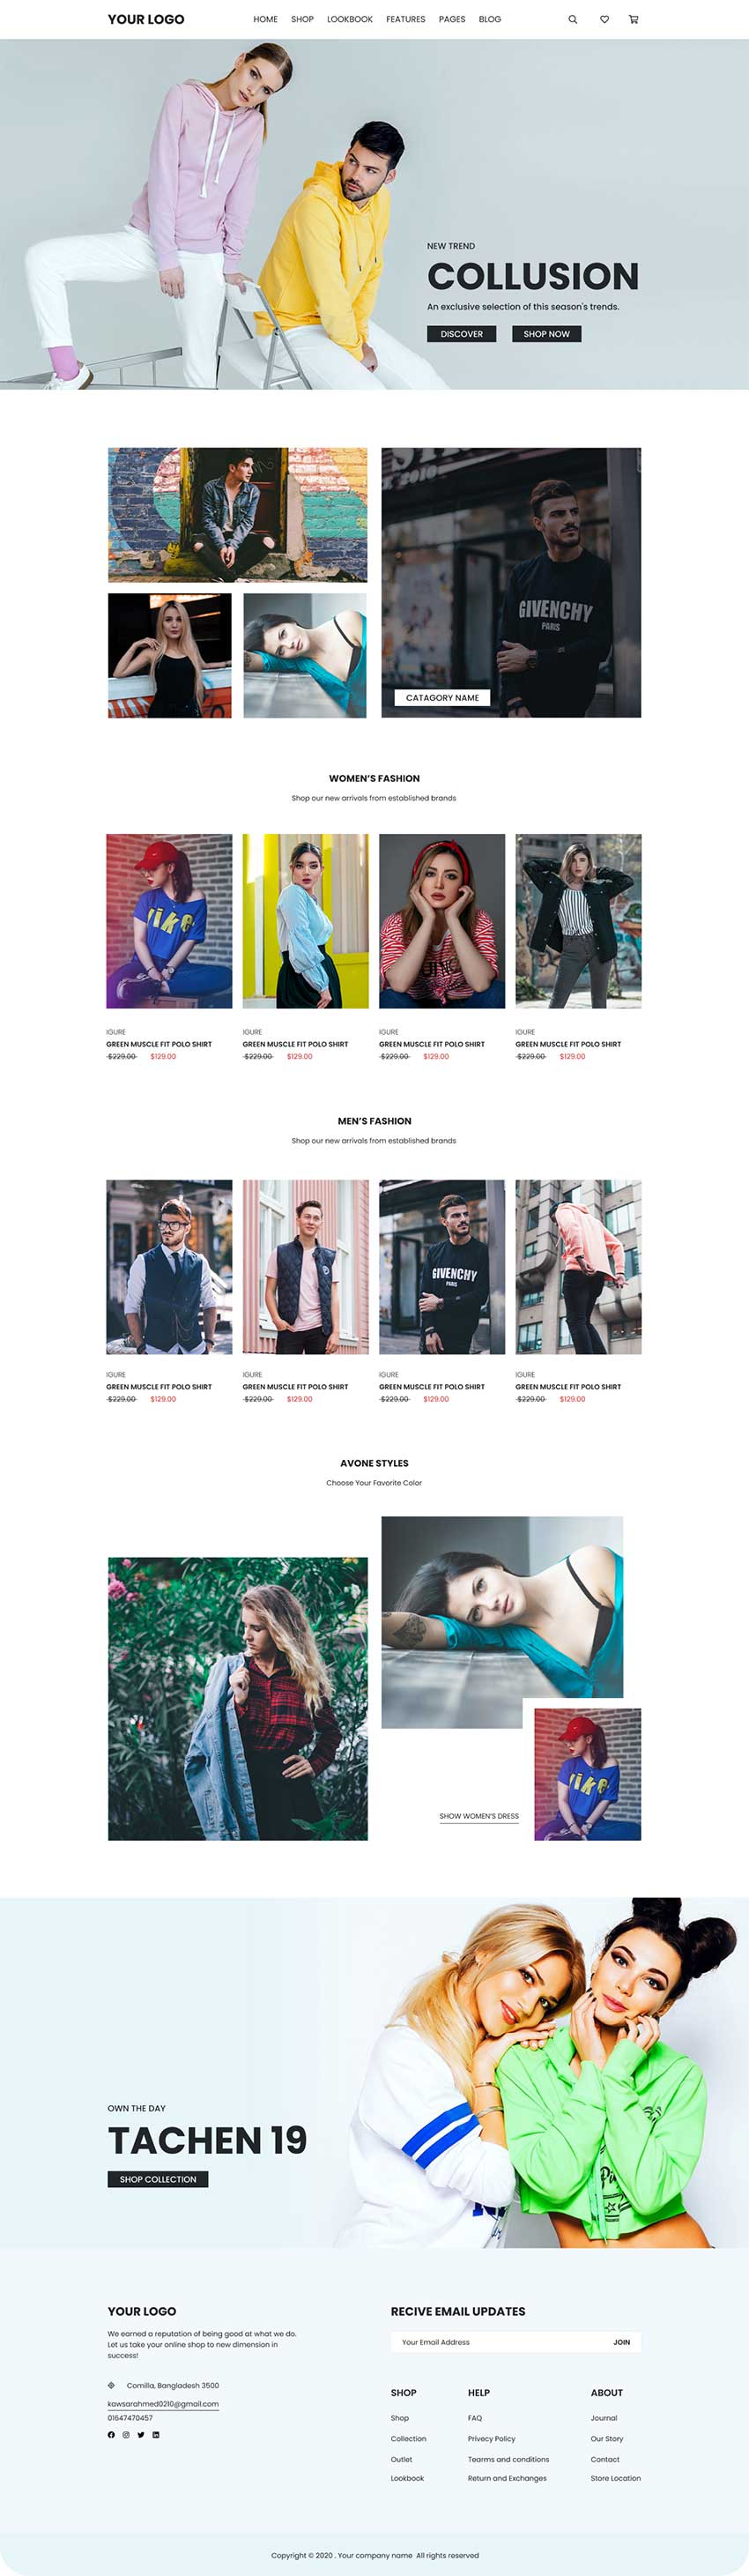 YOUR LOGO
HOME SHOP LOOKBOOK FEATURES PAGES BLOG
NEW TREND
COLLUSION
An exclusive selection of this season's trends.
DISCOVER SHOP NOW
GIVENCHY
PARIS
CATAGORY NAME
WOMEN'S FASHION
Shop our new arrivals from established brands
IGURE IGURE IGURE IGURE
GREEN MUSCLE FIT POLO SHIRT GREEN MUSCLE FIT POLO SHIRT GREEN MUSCLE FIT POLO SHIRT GREEN MUSCLE FIT POLO SHIRT
$229.00 $129.00 $229.00 $129.00 $229.00 $129.00 $229.00 $129.00
MEN'S FASHION
Shop our new arrivals from established brands
GIVENCHY
PARIS
IGURE IGURE IGURE IGURE
GREEN MUSCLE FIT POLO SHIRT GREEN MUSCLE FIT POLO SHIRT GREEN MUSCLE FIT POLO SHIRT GREEN MUSCLE FIT POLO SHIRT
$229.00 $129.00 $229.00 $129.00 $229.00 $129.00 $229.00 $129.00
AVONE STYLES
Choose Your Favorite Color
SHOW WOMEN'S DRESS
OWN THE DAY
TACHEN 19
SHOP COLLECTION
YOUR LOGO
We earned a reputation of being good at what we do.
Let us take your online shop to new dimension in
success!
Comilla, Bangladesh 3500
kawsarahmed0210@gmail.com
01647470457
RECIVE EMAIL UPDATES
Your Email Address JOIN
SHOP HELP ABOUT
Shop FAQ Journal
Collection Privecy Policy Our Story
Outlet Tearms and conditions Contact
Lookbook Return and Exchanges Store Location
Copyright © 2020 . Your company name All rights reserved